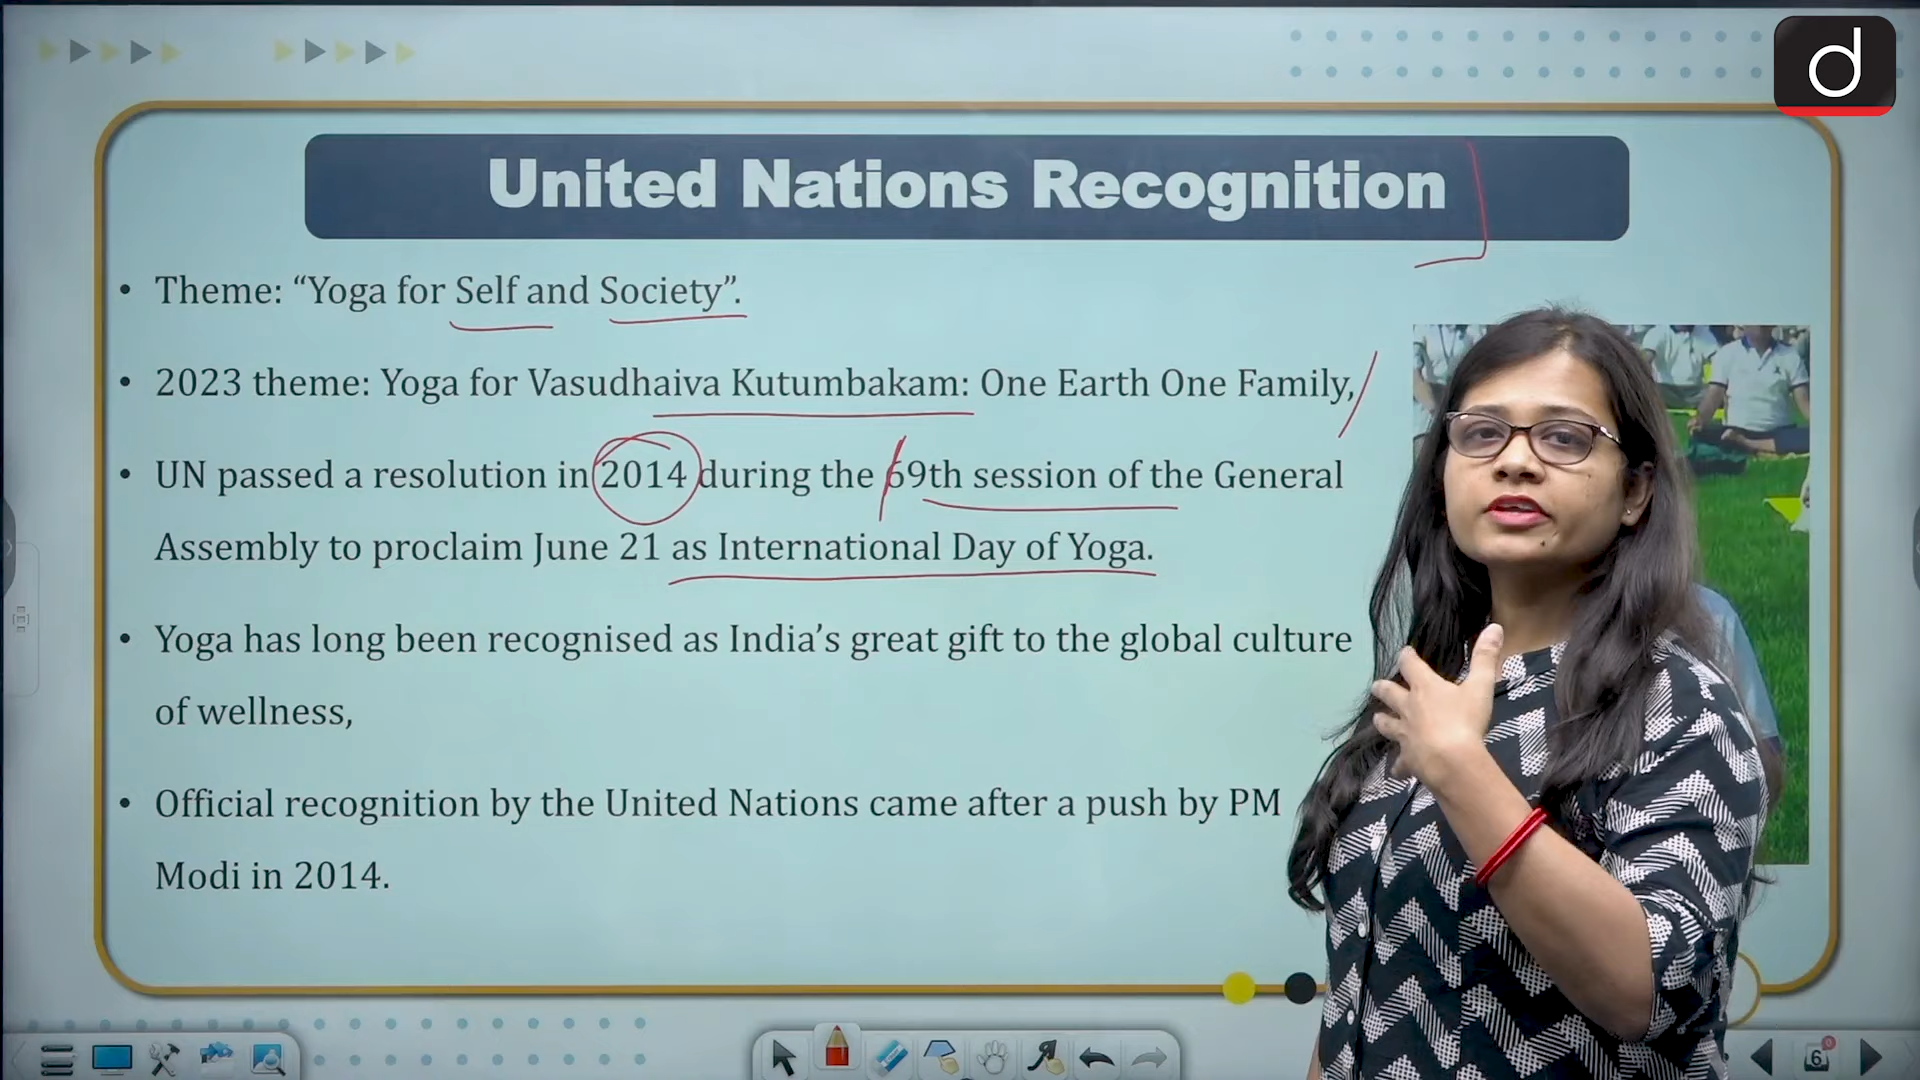 d
United Nations Recognition
• Theme: “Yoga for Self and Society”.
• 2023 theme: Yoga for Vasudhaiva Kutumbakam: One Earth One Family,
• UN passed a resolution in 2014 during the 69th session of the General
Assembly to proclaim June 21 as International Day of Yoga.
• Yoga has long been recognised as India’s great gift to the global culture
of wellness,
• Official recognition by the United Nations came after a push by PM
Modi in 2014.
6